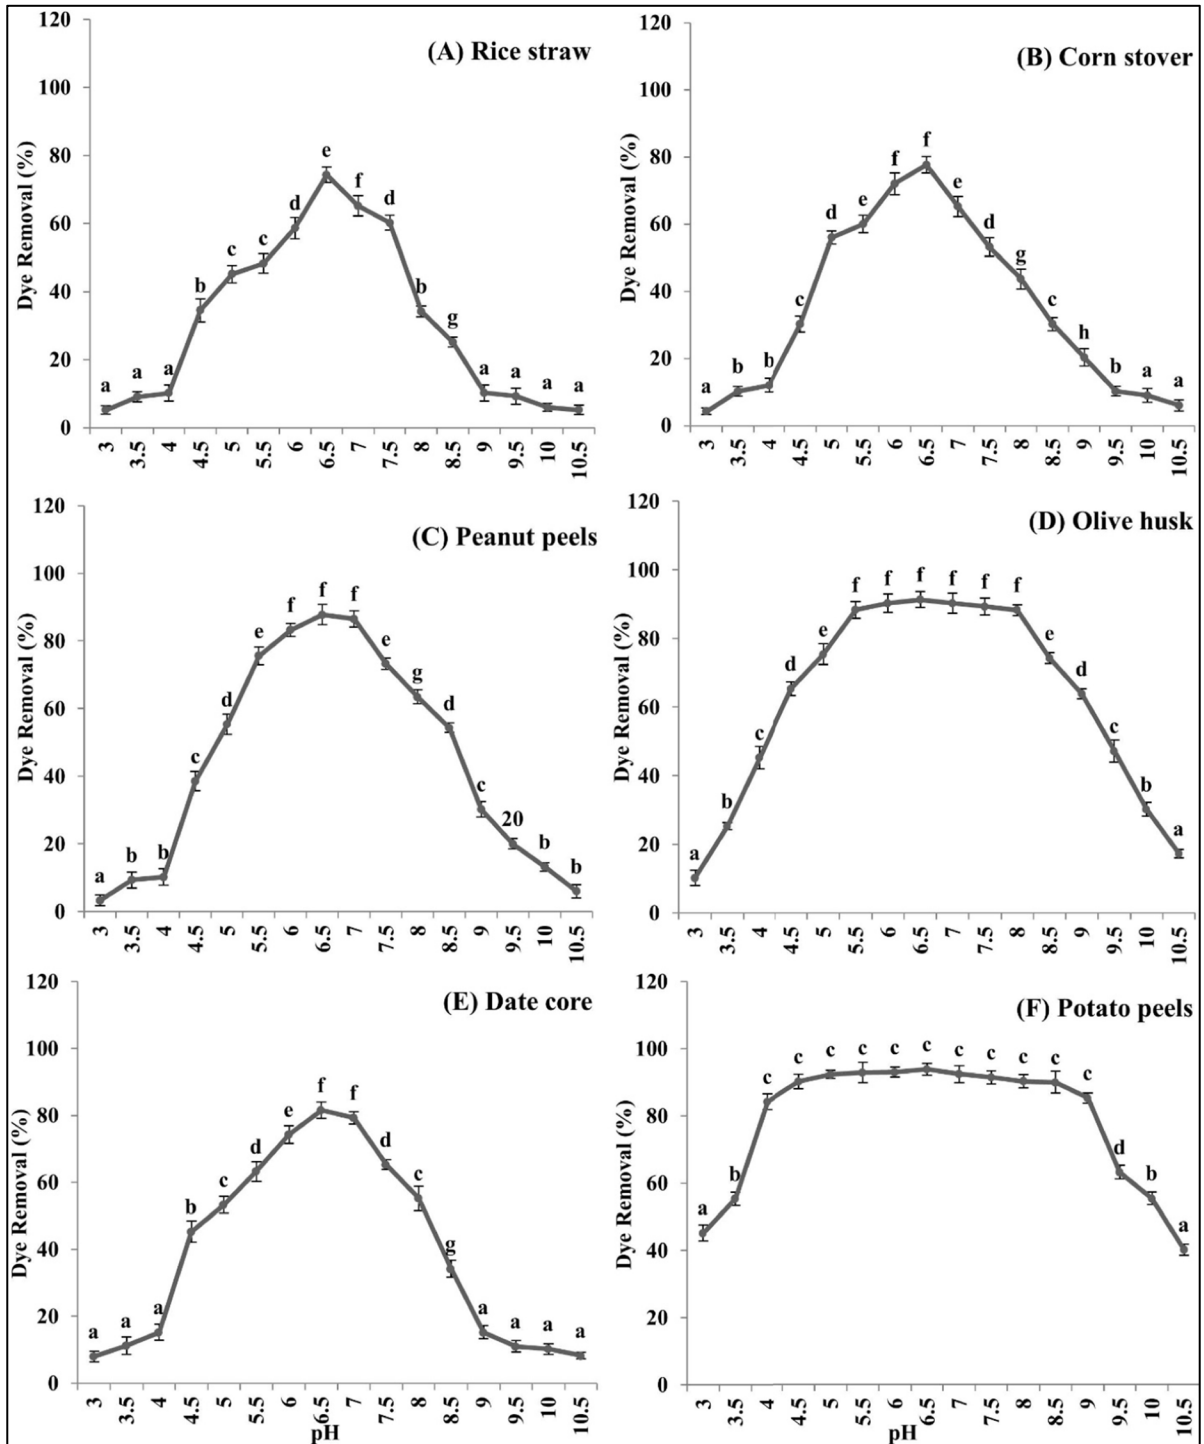 (A) Rice straw
Dye Removal (%)
120
100
80
60
40
20
0
a a a b c c d e f d b g a a a a
3 3.5 4 4.5 5 5.5 6 6.5 7 7.5 8 8.5 9 9.5 10 10.5
(B) Corn stover
Dye Removal (%)
120
100
80
60
40
20
0
a b b c d e f f e d g c h b a a
3 3.5 4 4.5 5 5.5 6 6.5 7 7.5 8 8.5 9 9.5 10 10.5
(C) Peanut peels
Dye Removal (%)
120
100
80
60
40
20
0
a b b c d e f f f e g d c 20 b b
3 3.5 4 4.5 5 5.5 6 6.5 7 7.5 8 8.5 9 9.5 10 10.5
(D) Olive husk
Dye Removal (%)
120
100
80
60
40
20
0
a b c d e f f f f f f e d c b a
3 3.5 4 4.5 5 5.5 6 6.5 7 7.5 8 8.5 9 9.5 10 10.5
(E) Date core
Dye Removal (%)
120
100
80
60
40
20
0
a a a b c d e f f d c g a a a a
3 3.5 4 4.5 5 5.5 6 6.5 7 7.5 8 8.5 9 9.5 10 10.5
pH
(F) Potato peels
Dye Removal (%)
120
100
80
60
40
20
0
a b c c c c c c c c c c c d b a
3 3.5 4 4.5 5 5.5 6 6.5 7 7.5 8 8.5 9 9.5 10 10.5
pH